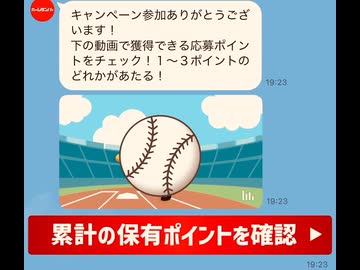 キャンペーン参加ありがとうござ
います！
下の動画で獲得できる応募ポイン
トをチェック！１～３ポイントの
どれかがあたる！
19:23
19:23
累計の保有ポイントを確認
19:23